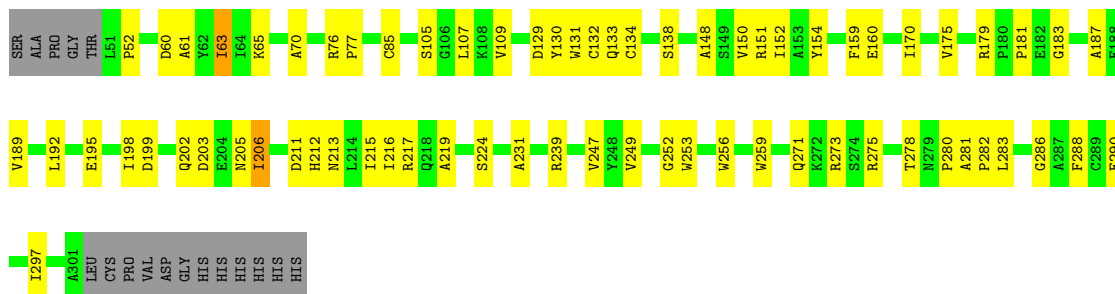 SER ALA PRO GLY THR L51 P52 D60 A61 Y62 I63 I64 K65 A70 R76 P77 C85 S105 G106 L107 K108 V109 D129 Y130 W131 C132 Q133 C134 S138 A148 S149 V150 R151 I152 A153 Y154 F159 E160 I170 V175 R179 P180 P181 E182 G183 A187 E188
V189 L192 E195 I198 D199 Q202 D203 E204 N205 I206 D211 H212 N213 L214 I215 I216 R217 Q218 A219 S224 A231 R239 V247 Y248 V249 G252 W253 W256 W259 Q271 K272 R273 S274 R275 T278 N279 P280 A281 P282 L283 G286 A287 F288 C289
I297 A301 LEU CYS PRO VAL ASP GLY HIS HIS HIS HIS HIS HIS